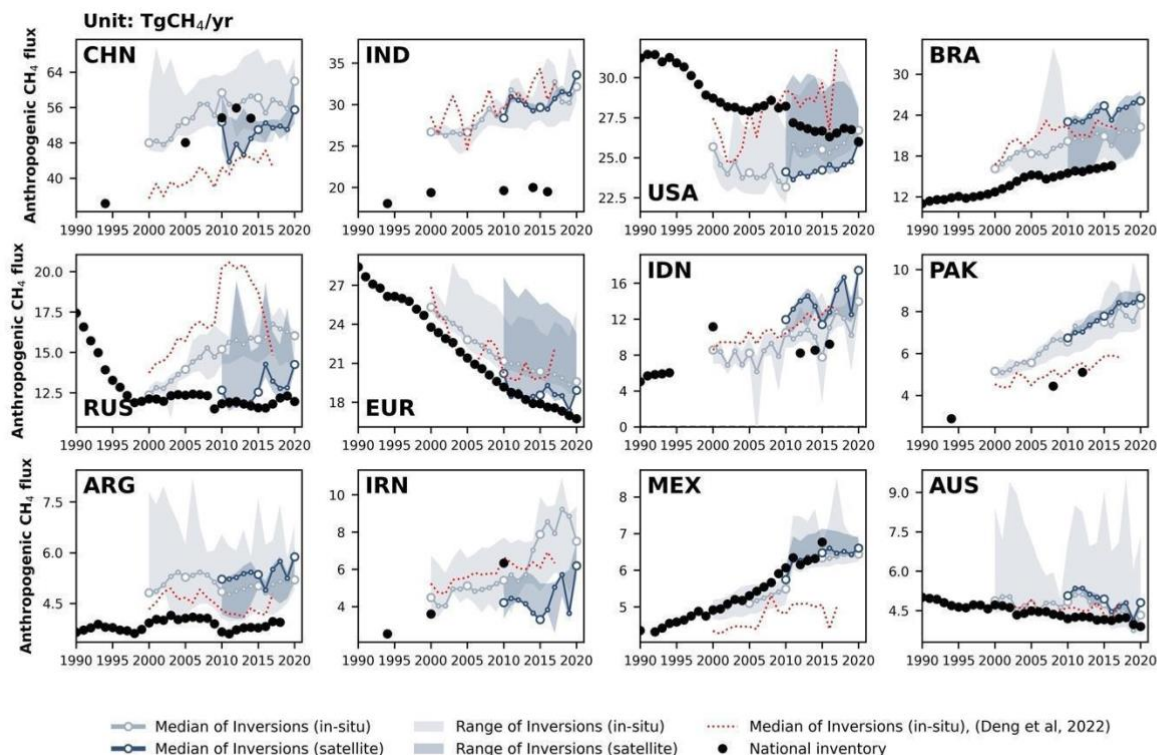 Unit: TgCH₄/yr
Anthropogenic CH₄ flux
CHN
64
56
48
40
1990 1995 2000 2005 2010 2015 2020
IND
35
30
25
20
1990 1995 2000 2005 2010 2015 2020
USA
30.0
27.5
25.0
22.5
1990 1995 2000 2005 2010 2015 2020
BRA
30
24
18
12
1990 1995 2000 2005 2010 2015 2020
Anthropogenic CH₄ flux
RUS
20.0
17.5
15.0
12.5
1990 1995 2000 2005 2010 2015 2020
EUR
27
24
21
18
1990 1995 2000 2005 2010 2015 2020
IDN
16
12
8
4
0
1990 1995 2000 2005 2010 2015 2020
PAK
10
8
6
4
1990 1995 2000 2005 2010 2015 2020
Anthropogenic CH₄ flux
ARG
7.5
6.0
4.5
1990 1995 2000 2005 2010 2015 2020
IRN
10
8
6
4
1990 1995 2000 2005 2010 2015 2020
MEX
8
7
6
5
1990 1995 2000 2005 2010 2015 2020
AUS
9.0
7.5
6.0
4.5
1990 1995 2000 2005 2010 2015 2020
Median of Inversions (in-situ)
Median of Inversions (satellite)
Range of Inversions (in-situ)
Range of Inversions (satellite)
Median of Inversions (in-situ), (Deng et al, 2022)
National inventory